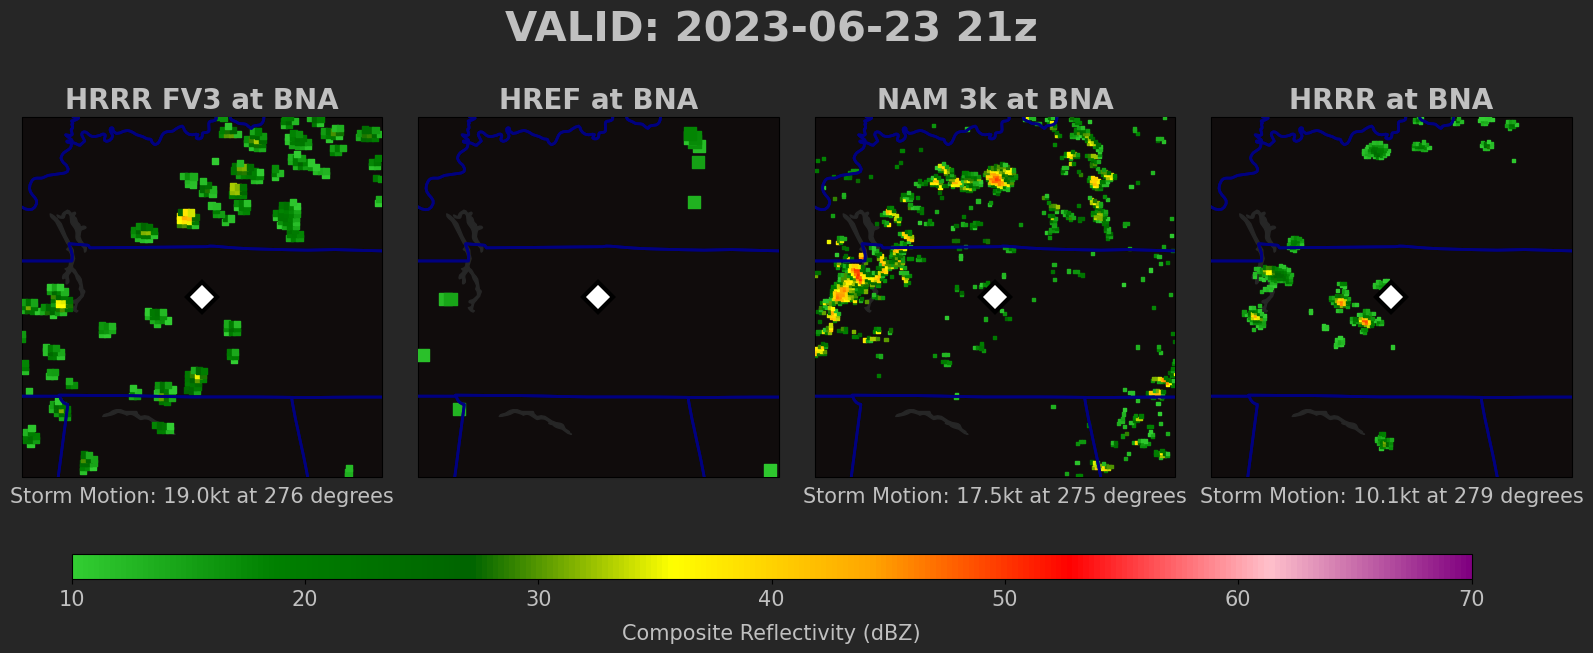 VALID: 2023-06-23 21z
HRRR FV3 at BNA
HREF at BNA
NAM 3k at BNA
HRRR at BNA
Storm Motion: 19.0kt at 276 degrees
Storm Motion: 17.5kt at 275 degrees
Storm Motion: 10.1kt at 279 degrees
10 20 30 40 50 60 70
Composite Reflectivity (dBZ)